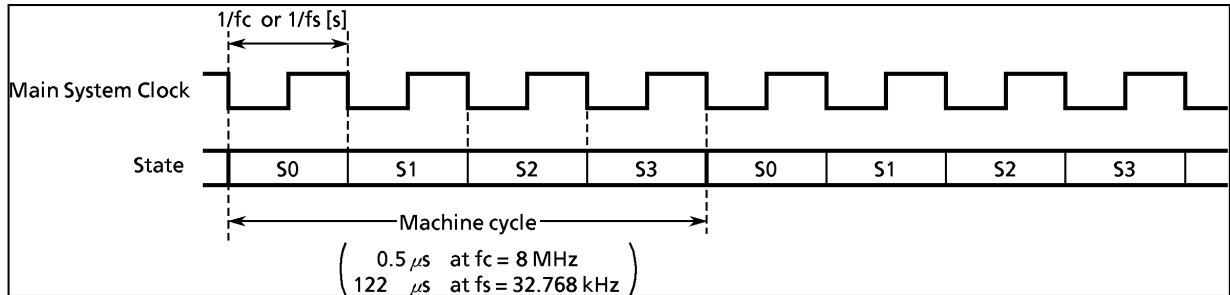 1/fc or 1/fs [s]
Main System Clock
State S0 S1 S2 S3 S0 S1 S2 S3
Machine cycle
0.5 μs at fc = 8 MHz
122 μs at fs = 32.768 kHz